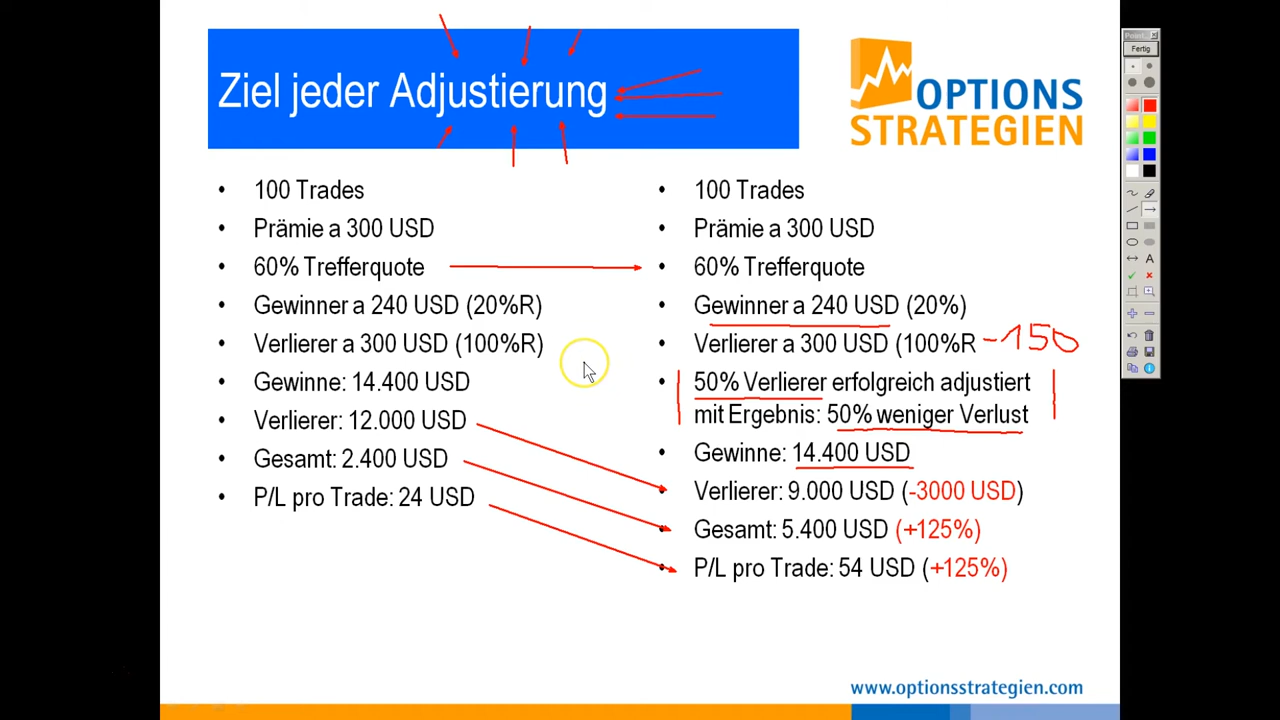 Ziel jeder Adjustierung
OPTIONS
STRATEGIEN
• 100 Trades
• Prämie a 300 USD
• 60% Trefferquote
• Gewinner a 240 USD (20%R)
• Verlierer a 300 USD (100%R)
• Gewinne: 14.400 USD
• Verlierer: 12.000 USD
• Gesamt: 2.400 USD
• P/L pro Trade: 24 USD
• 100 Trades
• Prämie a 300 USD
• 60% Trefferquote
• Gewinner a 240 USD (20%)
• Verlierer a 300 USD (100%R -150
• 50% Verlierer erfolgreich adjustiert
mit Ergebnis: 50% weniger Verlust
• Gewinne: 14.400 USD
• Verlierer: 9.000 USD (-3000 USD)
• Gesamt: 5.400 USD (+125%)
• P/L pro Trade: 54 USD (+125%)
www.optionsstrategien.com
Fertig
A